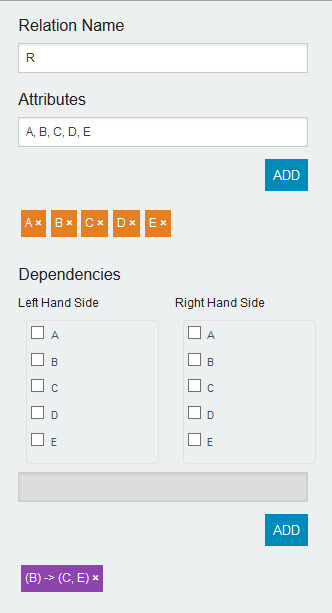 Relation Name
R
Attributes
A, B, C, D, E
ADD
A × B × C × D × E ×
Dependencies
Left Hand Side Right Hand Side
A A
B B
C C
D D
E E
ADD
(B) -> (C, E) ×